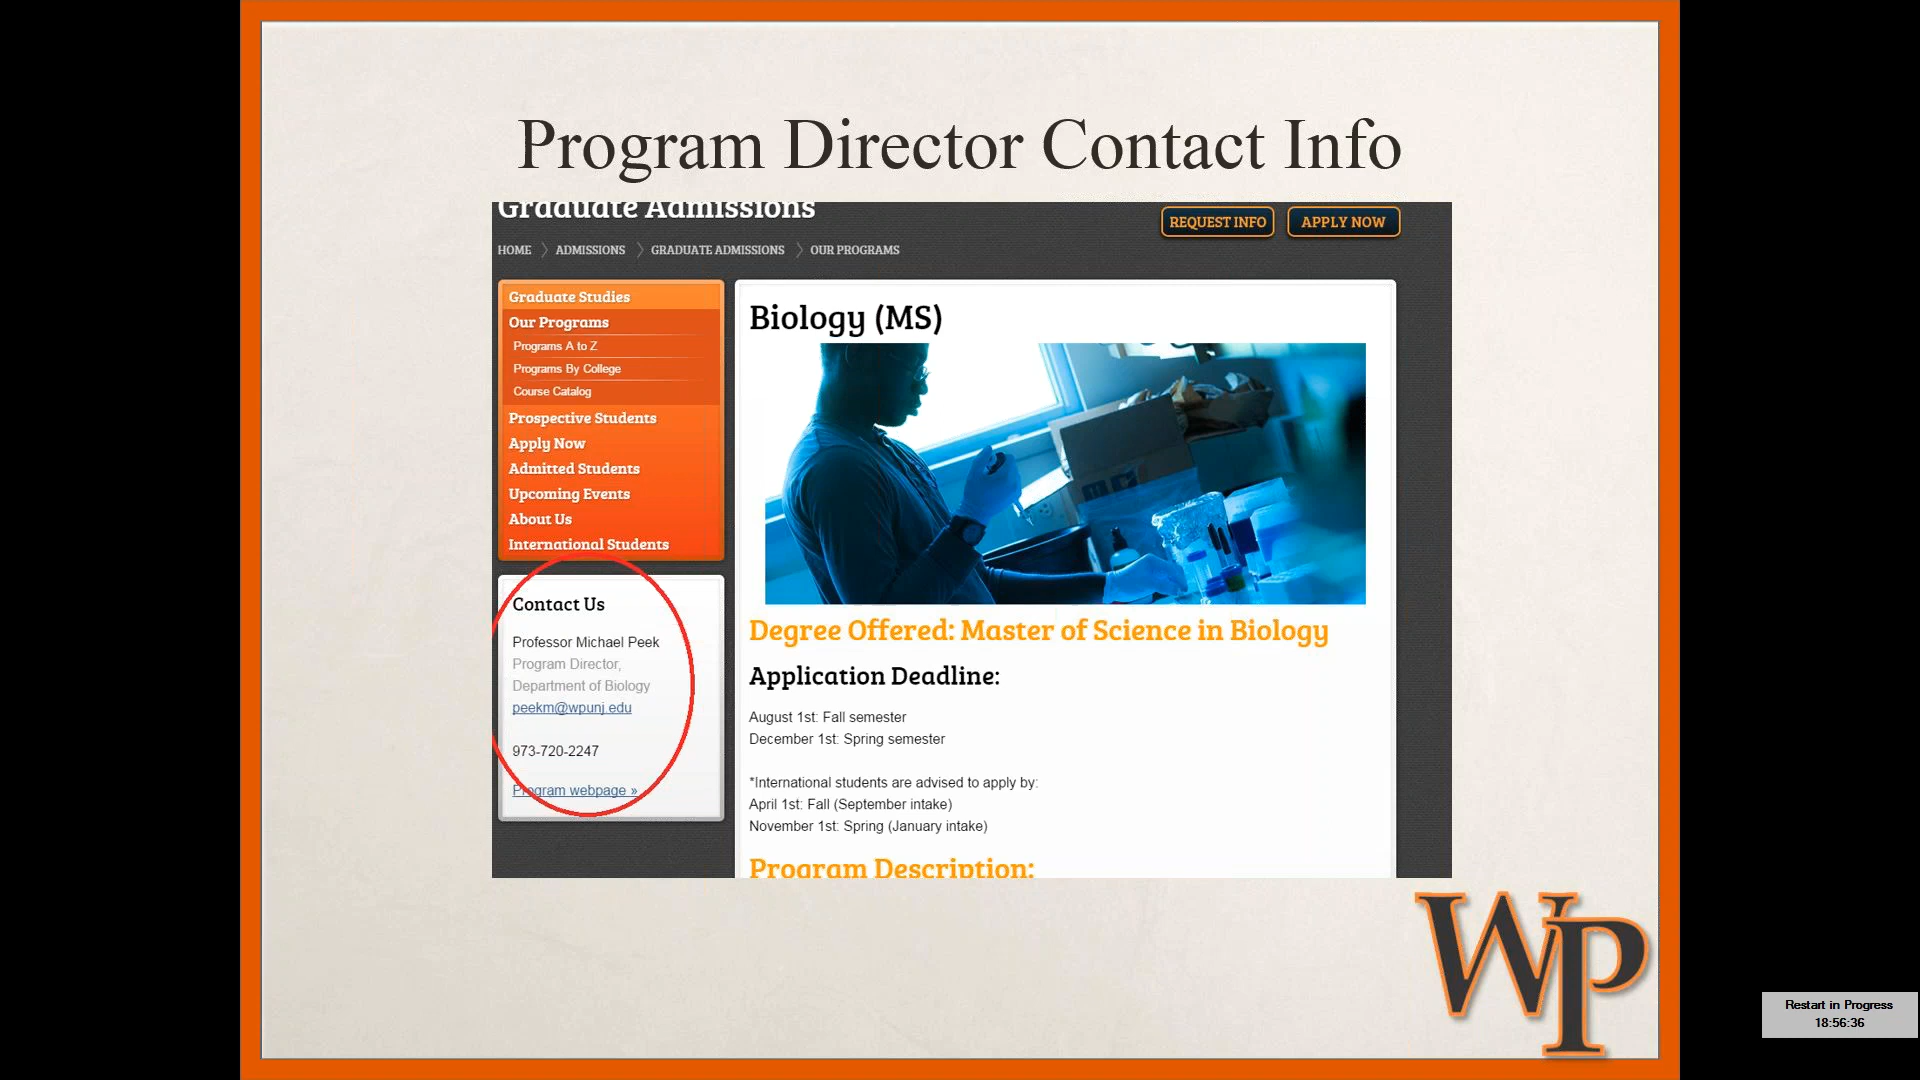 Program Director Contact Info
Graduate Admissions
REQUEST INFO
APPLY NOW
HOME
ADMISSIONS
GRADUATE ADMISSIONS
OUR PROGRAMS
Graduate Studies
Our Programs
Programs A to Z
Programs By College
Course Catalog
Prospective Students
Apply Now
Admitted Students
Upcoming Events
About Us
International Students
Contact Us
Professor Michael Peek
Program Director,
Department of Biology
peekm@wpunj.edu
973-720-2247
Program webpage »
Biology (MS)
Degree Offered: Master of Science in Biology
Application Deadline:
August 1st: Fall semester
December 1st: Spring semester
*International students are advised to apply by:
April 1st: Fall (September intake)
November 1st: Spring (January intake)
Program Description:
WP
Restart in Progress
18:56:36